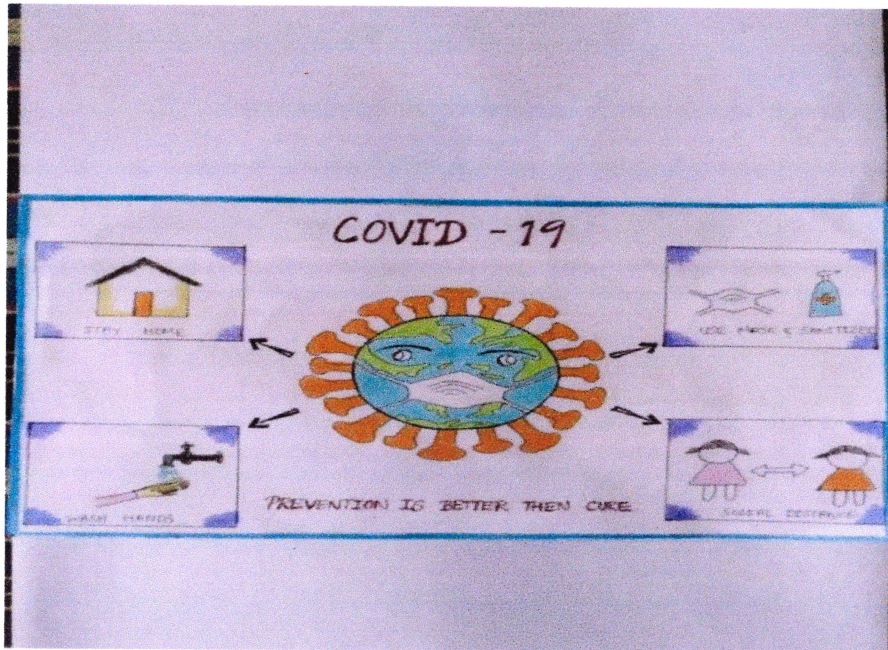 COVID - 19
STAY HOME
USE MASK & SANITIZER
WASH HANDS
SOCIAL DISTANCE
PREVENTION IS BETTER THEN CURE